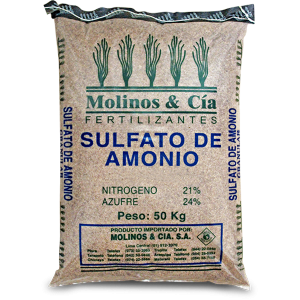 Molinos & Cía
FERTILIZANTES
SULFATO DE
AMONIO
NITROGENO 21%
AZUFRE 24%
Peso: 50 Kg
PRODUCTO IMPORTADO POR:
MOLINOS & CIA. S.A.
SULFATO DE
AMONIO
SULFATO DE
AMONIO